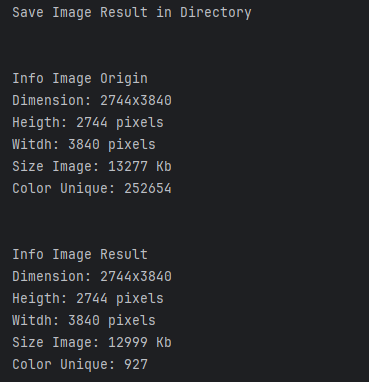 Save Image Result in Directory
Info Image Origin
Dimension: 2744x3840
Heigth: 2744 pixels
Witdh: 3840 pixels
Size Image: 13277 Kb
Color Unique: 252654
Info Image Result
Dimension: 2744x3840
Heigth: 2744 pixels
Witdh: 3840 pixels
Size Image: 12999 Kb
Color Unique: 927